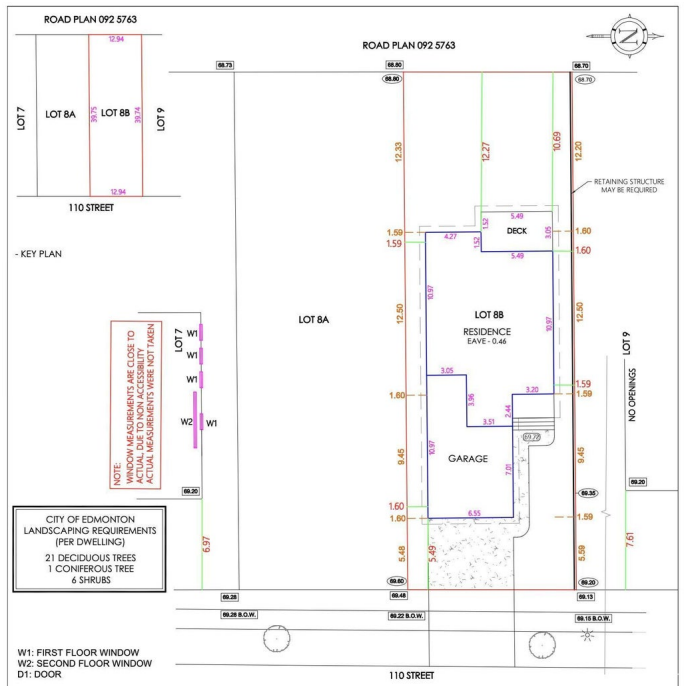 ROAD PLAN 092 5763
12.94
LOT 7
LOT 8A
39.75
LOT 8B
39.74
LOT 9
12.94
110 STREET
- KEY PLAN
N
ROAD PLAN 092 5763
68.73
68.80
68.80
68.70
68.70
12.33
12.27
10.69
12.20
RETAINING STRUCTURE
MAY BE REQUIRED
5.49
1.52
DECK
3.05
1.59
1.59
4.27
1.52
5.49
1.60
1.60
LOT 7
W1
W1
W1
W2
W1
LOT 8A
12.50
10.97
LOT 8B
RESIDENCE
EAVE - 0.46
10.97
12.50
LOT 9
NO OPENINGS
NOTE:
WINDOW MEASUREMENTS ARE CLOSE TO
ACTUAL, DUE TO NON ACCESSIBILITY
ACTUAL MEASUREMENTS WERE NOT TAKEN
3.05
3.96
3.51
3.20
2.44
1.59
1.59
1.60
9.45
10.97
GARAGE
7.01
9.45
69.20
69.20
69.35
1.60
1.60
6.55
1.59
6.97
5.48
5.49
5.59
7.61
CITY OF EDMONTON
LANDSCAPING REQUIREMENTS
(PER DWELLING)
21 DECIDUOUS TREES
1 CONIFEROUS TREE
6 SHRUBS
69.60
69.20
69.28
69.48
69.13
69.26 B.O.W.
69.22 B.O.W.
69.15 B.O.W.
W1: FIRST FLOOR WINDOW
W2: SECOND FLOOR WINDOW
D1: DOOR
110 STREET